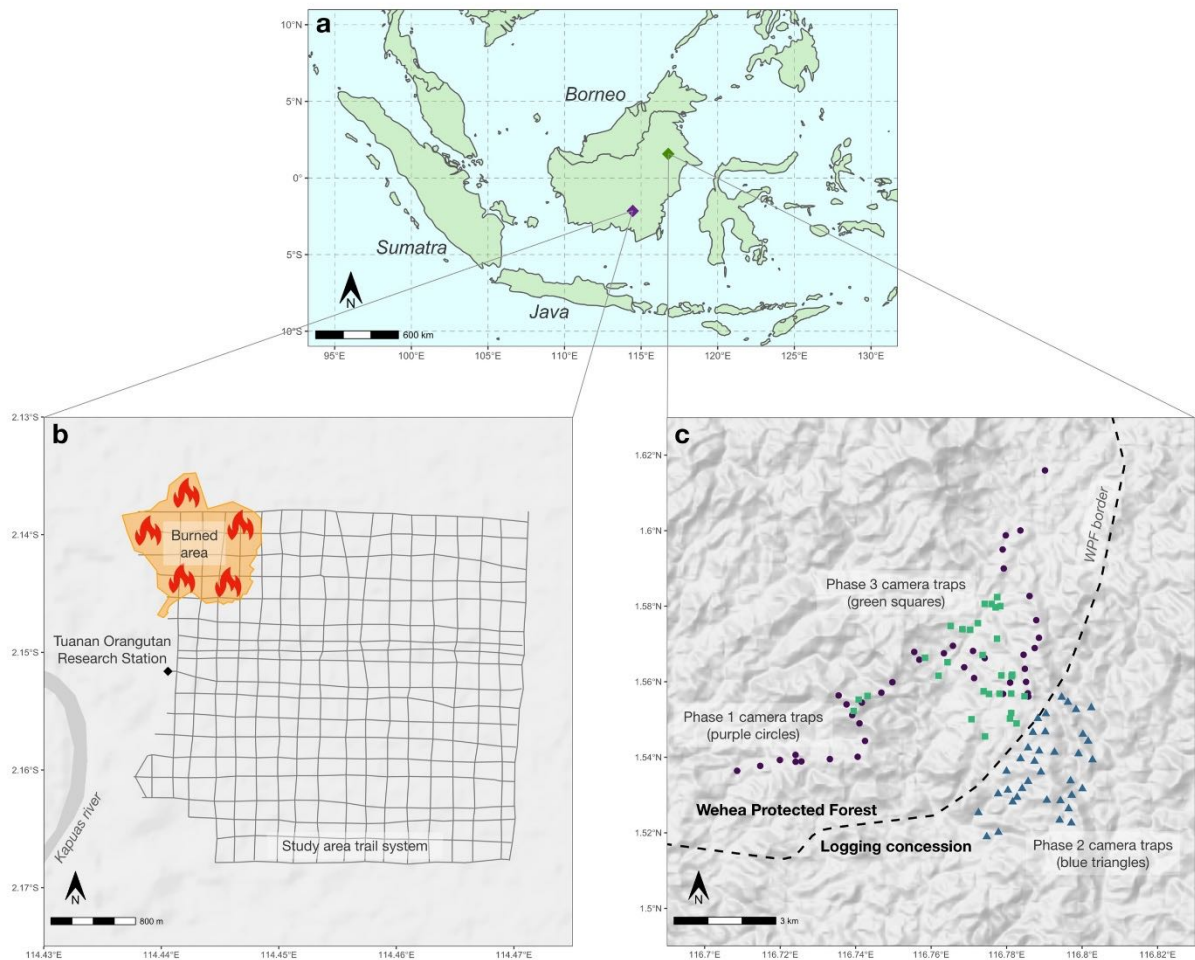 a
10°N
5°N
0°
5°S
10°S
Borneo
Sumatra
Java
N
600 km
95°E
100°E
105°E
110°E
115°E
120°E
125°E
130°E
b
2.13°S
2.14°S
2.15°S
2.16°S
2.17°S
Burned
area
Tuanan Orangutan
Research Station
Kapuas river
Study area trail system
N
800 m
114.43°E
114.44°E
114.45°E
114.46°E
114.47°E
c
1.62°N
1.61°N
1.6°N
1.58°N
1.56°N
1.54°N
1.52°N
1.5°N
WPF border
Phase 3 camera traps
(green squares)
Phase 1 camera traps
(purple circles)
Wehea Protected Forest
Logging concession
Phase 2 camera traps
(blue triangles)
N
3 km
116.7°E
116.72°E
116.74°E
116.76°E
116.78°E
116.8°E
116.82°E